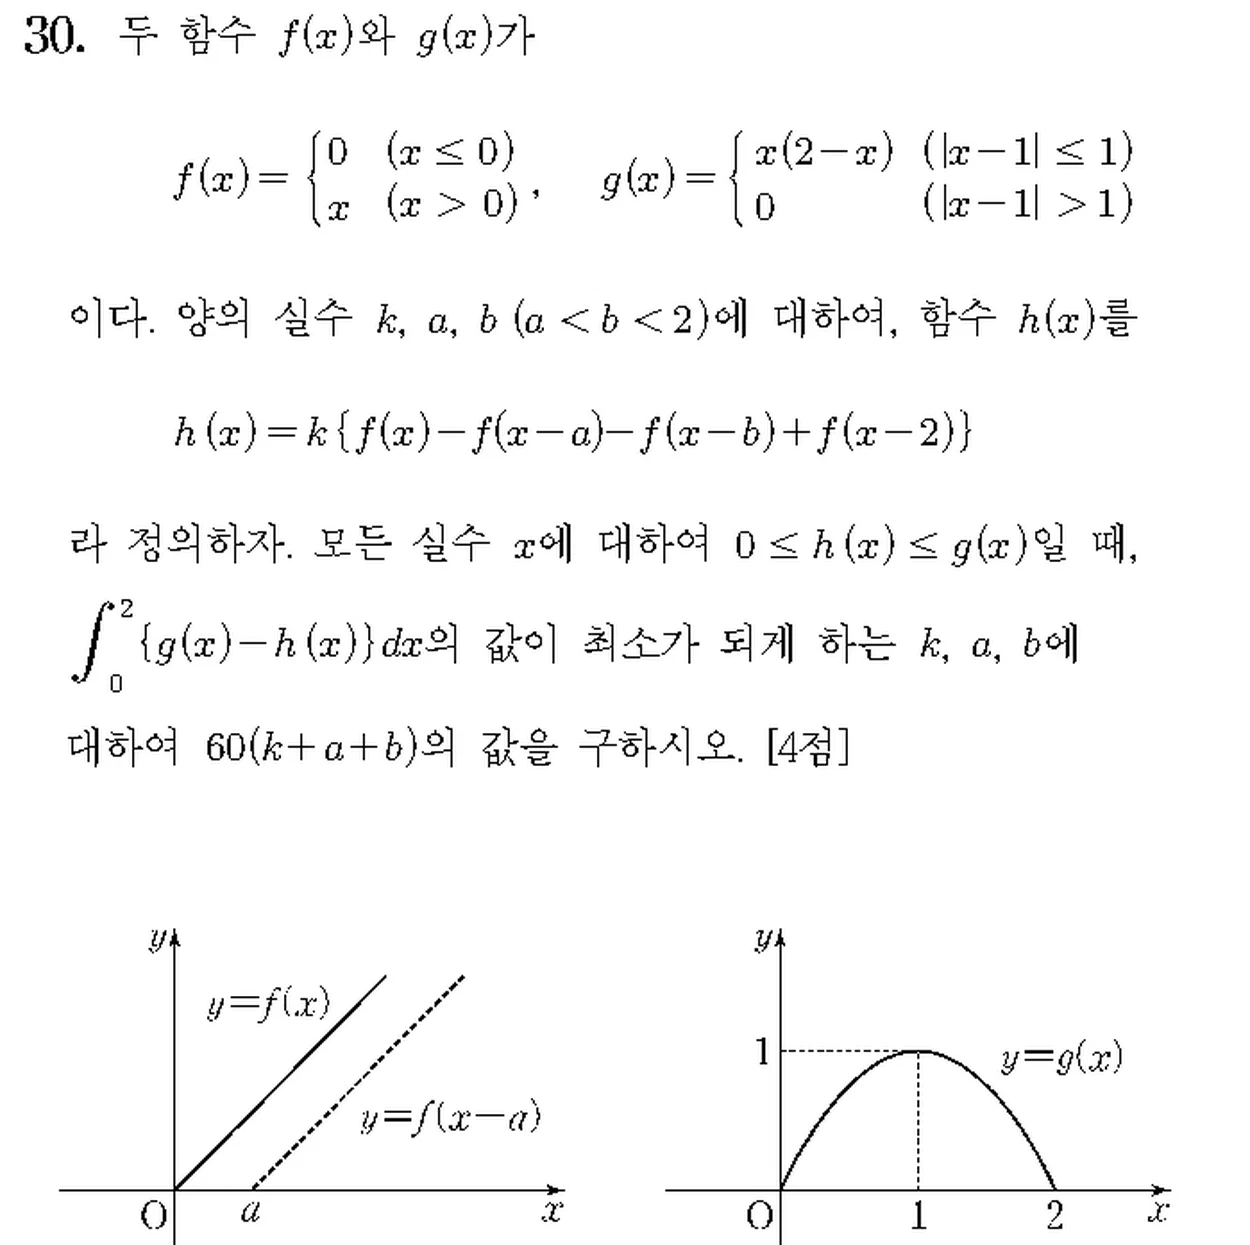 30. 두 함수 f(x)와 g(x)가
f(x) = { 0 (x ≤ 0) x (x > 0) , g(x) = { x(2−x) (|x−1| ≤ 1) 0 (|x−1| > 1)
이다. 양의 실수 k, a, b (a < b < 2)에 대하여, 함수 h(x)를
h(x) = k{f(x)−f(x−a)−f(x−b)+f(x−2)}
라 정의하자. 모든 실수 x에 대하여 0 ≤ h(x) ≤ g(x)일 때,
∫₀² {g(x)−h(x)}dx의 값이 최소가 되게 하는 k, a, b에
대하여 60(k+a+b)의 값을 구하시오. [4점]
y
y=f(x)
y=f(x−a)
O a x
y
1
y=g(x)
O 1 2 x